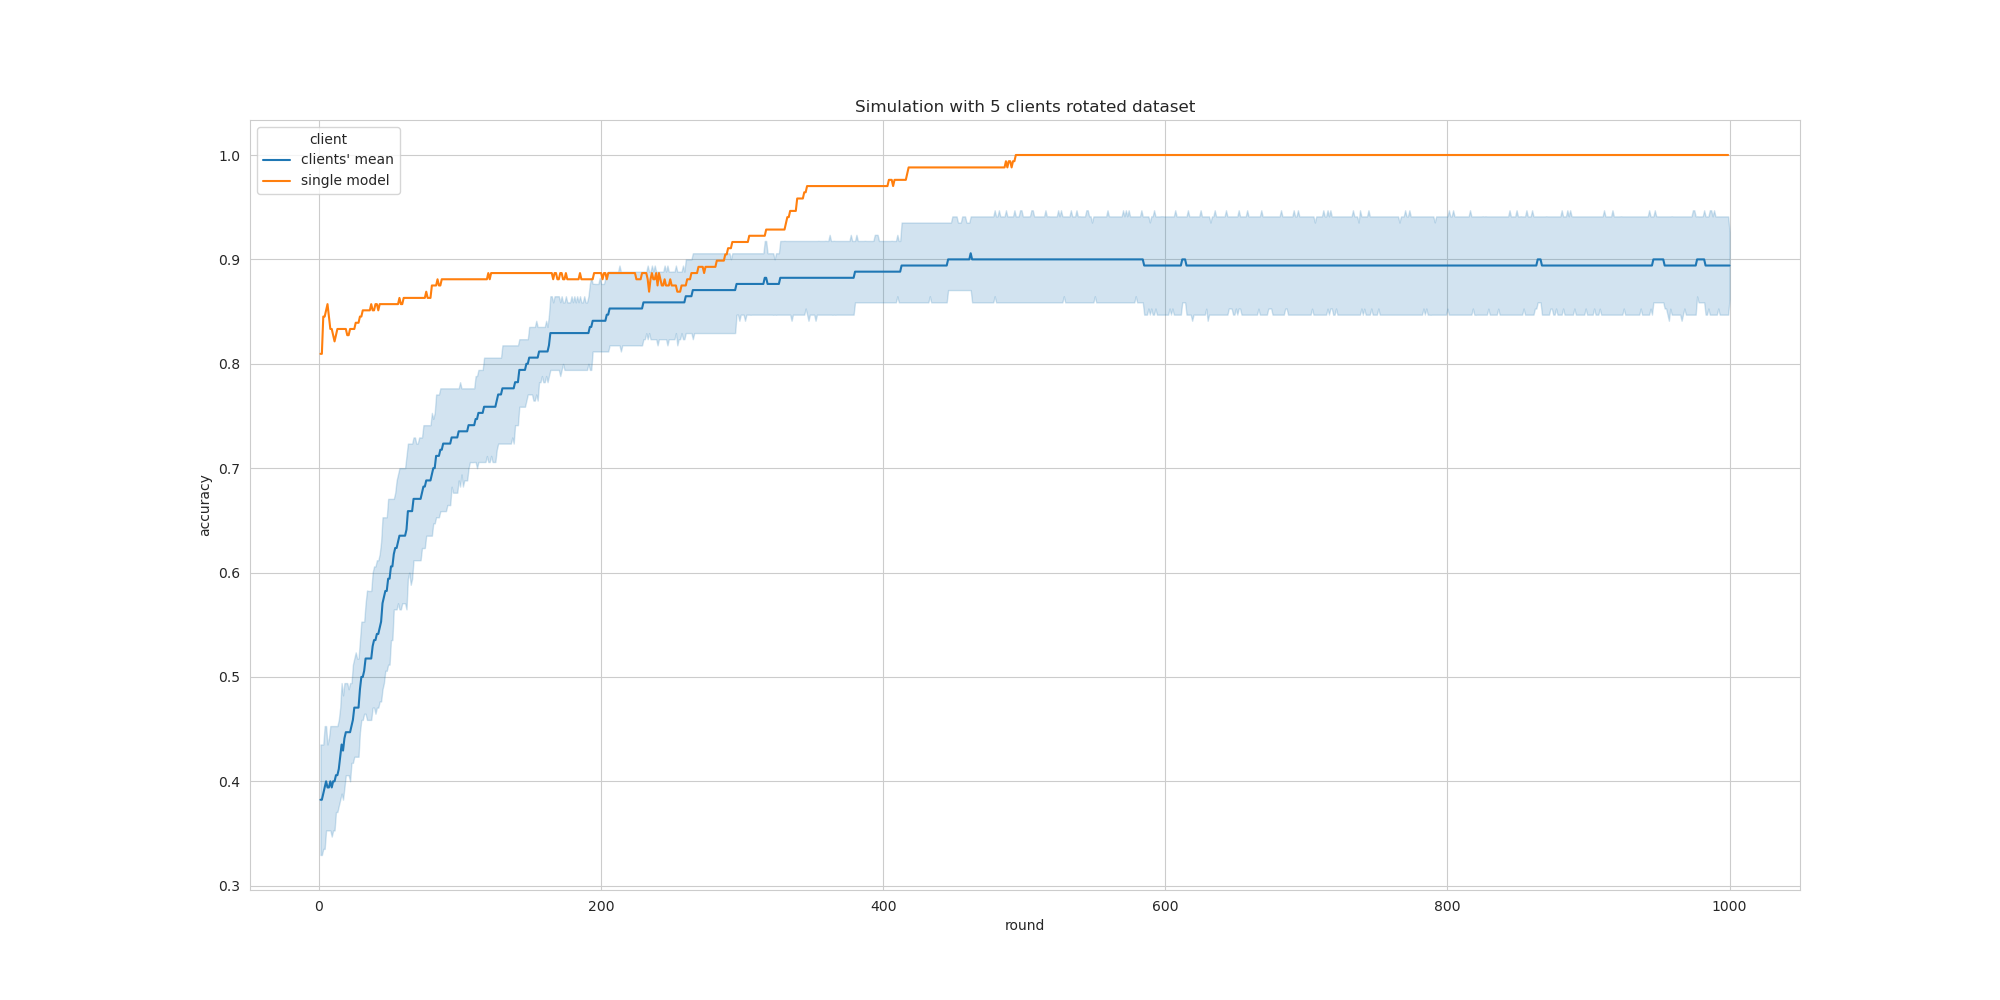 Simulation with 5 clients rotated dataset
client
clients' mean
single model
1.0
0.9
0.8
0.7
0.6
0.5
0.4
0.3
accuracy
0 200 400 600 800 1000
round